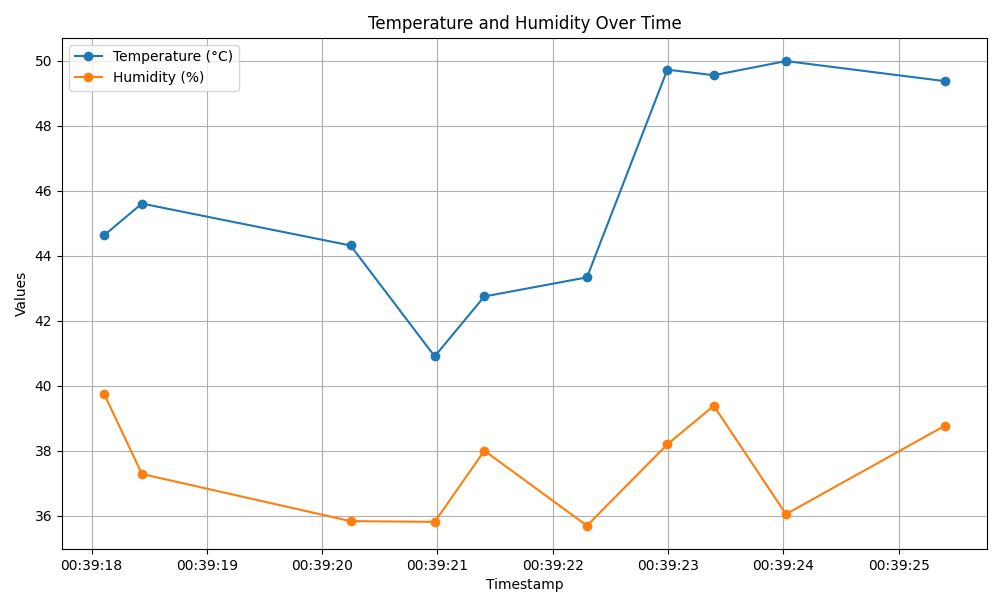 Temperature and Humidity Over Time
Temperature (°C)
Humidity (%)
Values
50
48
46
44
42
40
38
36
00:39:18 00:39:19 00:39:20 00:39:21 00:39:22 00:39:23 00:39:24 00:39:25
Timestamp